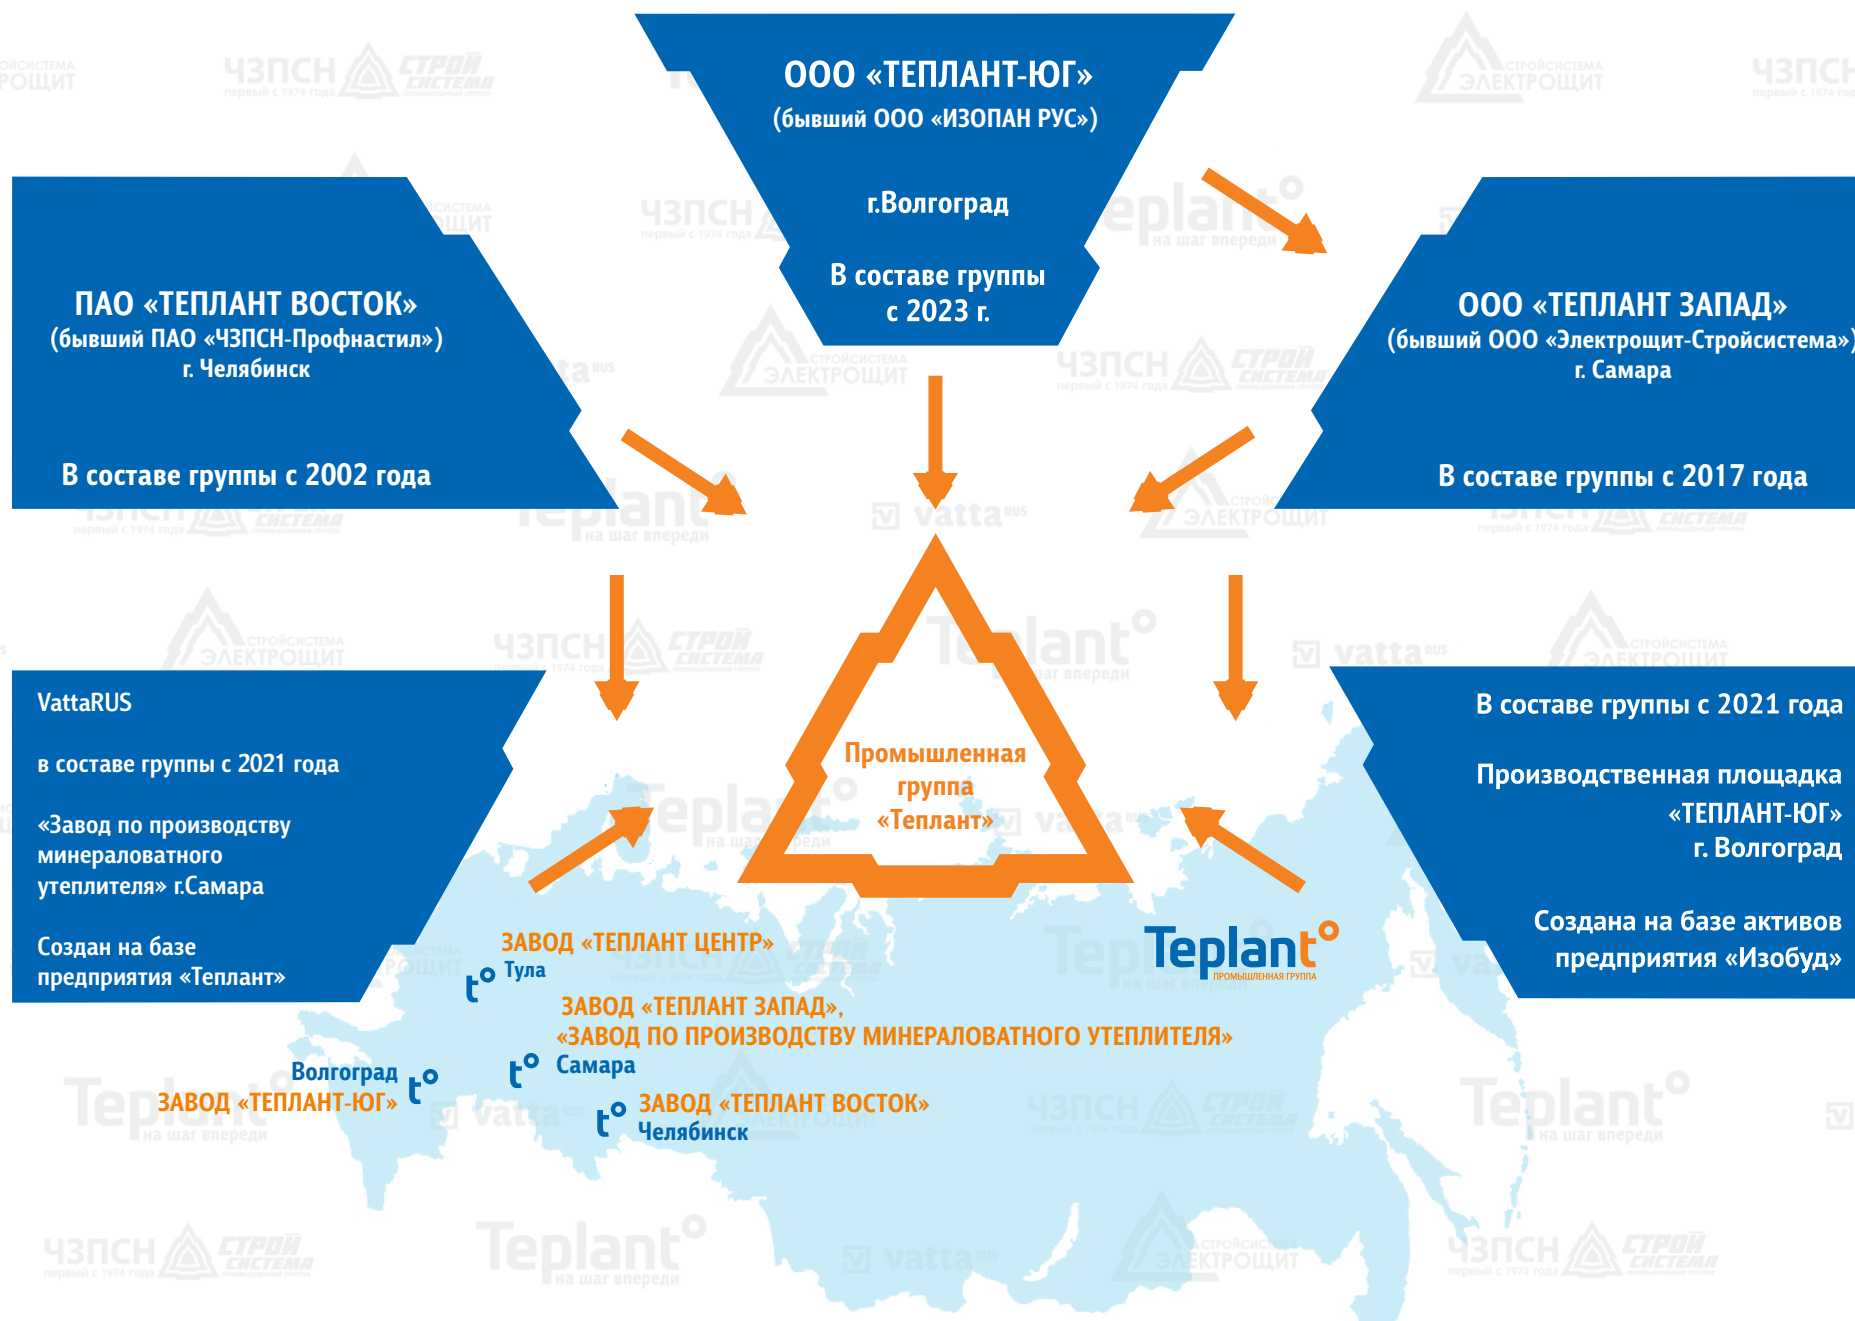 ООО «ТЕПЛАНТ-ЮГ»
(бывший ООО «ИЗОПАН РУС»)
г.Волгоград
В составе группы
с 2023 г.
ПАО «ТЕПЛАНТ ВОСТОК»
(бывший ПАО «ЧЗПСН-Профнастил»)
г. Челябинск
В составе группы с 2002 года
ООО «ТЕПЛАНТ ЗАПАД»
(бывший ООО «Электрощит-Стройсистема»)
г. Самара
В составе группы с 2017 года
VattaRUS
в составе группы с 2021 года
«Завод по производству
минераловатного
утеплителя» г.Самара
Создан на базе
предприятия «Теплант»
Промышленная
группа
«Теплант»
В составе группы с 2021 года
Производственная площадка
«ТЕПЛАНТ-ЮГ»
г. Волгоград
Создана на базе активов
предприятия «Изобуд»
Teplant°
ПРОМЫШЛЕННАЯ ГРУППА
ЗАВОД «ТЕПЛАНТ ЦЕНТР»
t° Тула
ЗАВОД «ТЕПЛАНТ ЗАПАД»,
«ЗАВОД ПО ПРОИЗВОДСТВУ МИНЕРАЛОВАТНОГО УТЕПЛИТЕЛЯ»
t° Самара
Волгоград t°
ЗАВОД «ТЕПЛАНТ-ЮГ»
t° ЗАВОД «ТЕПЛАНТ ВОСТОК»
Челябинск